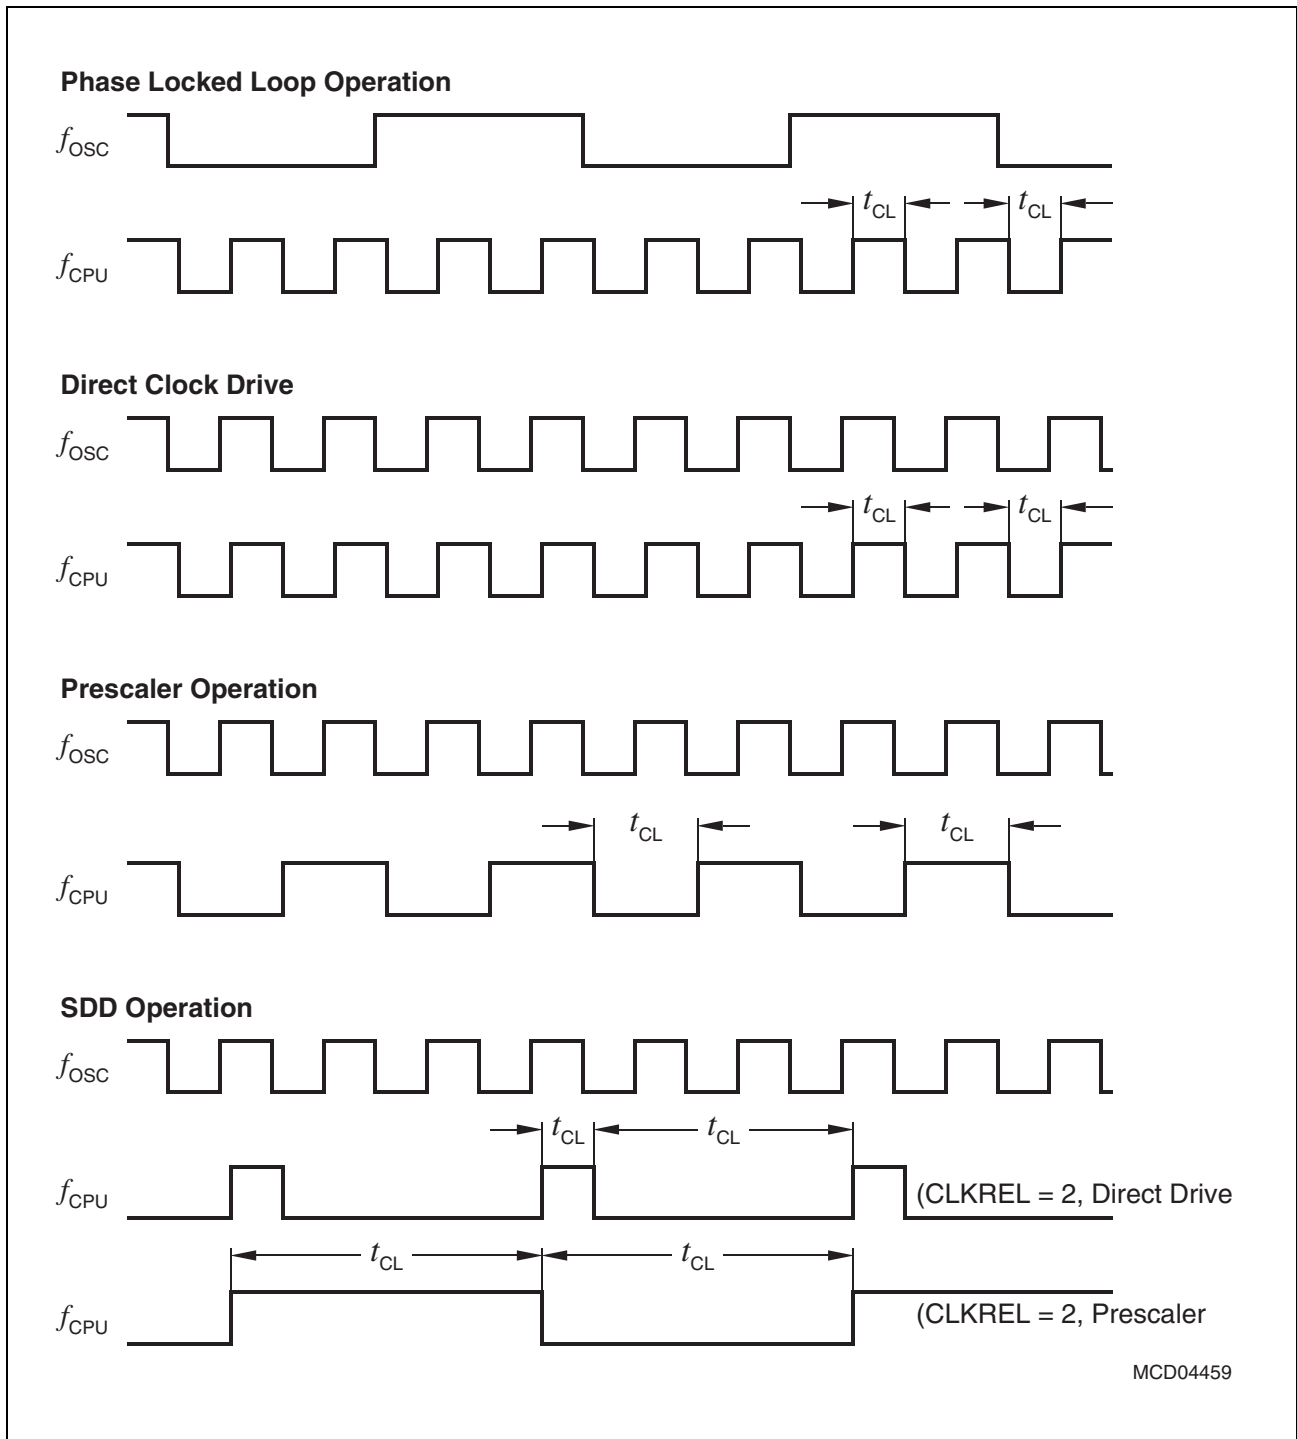 Phase Locked Loop Operation
fOSC
tCL tCL
fCPU
Direct Clock Drive
fOSC
tCL tCL
fCPU
Prescaler Operation
fOSC
tCL tCL
fCPU
SDD Operation
fOSC
tCL tCL
fCPU (CLKREL = 2, Direct Drive
tCL tCL
fCPU (CLKREL = 2, Prescaler
MCD04459